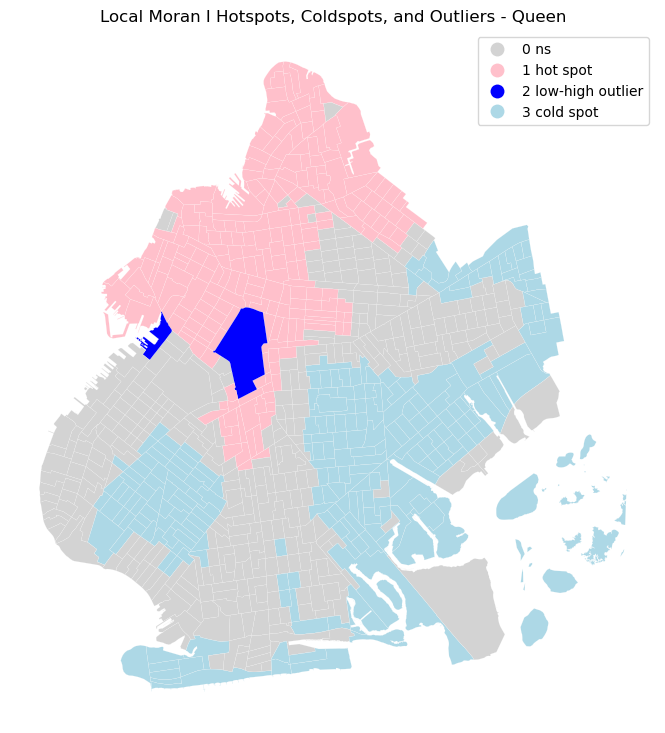 Local Moran I Hotspots, Coldspots, and Outliers - Queen
0 ns
1 hot spot
2 low-high outlier
3 cold spot